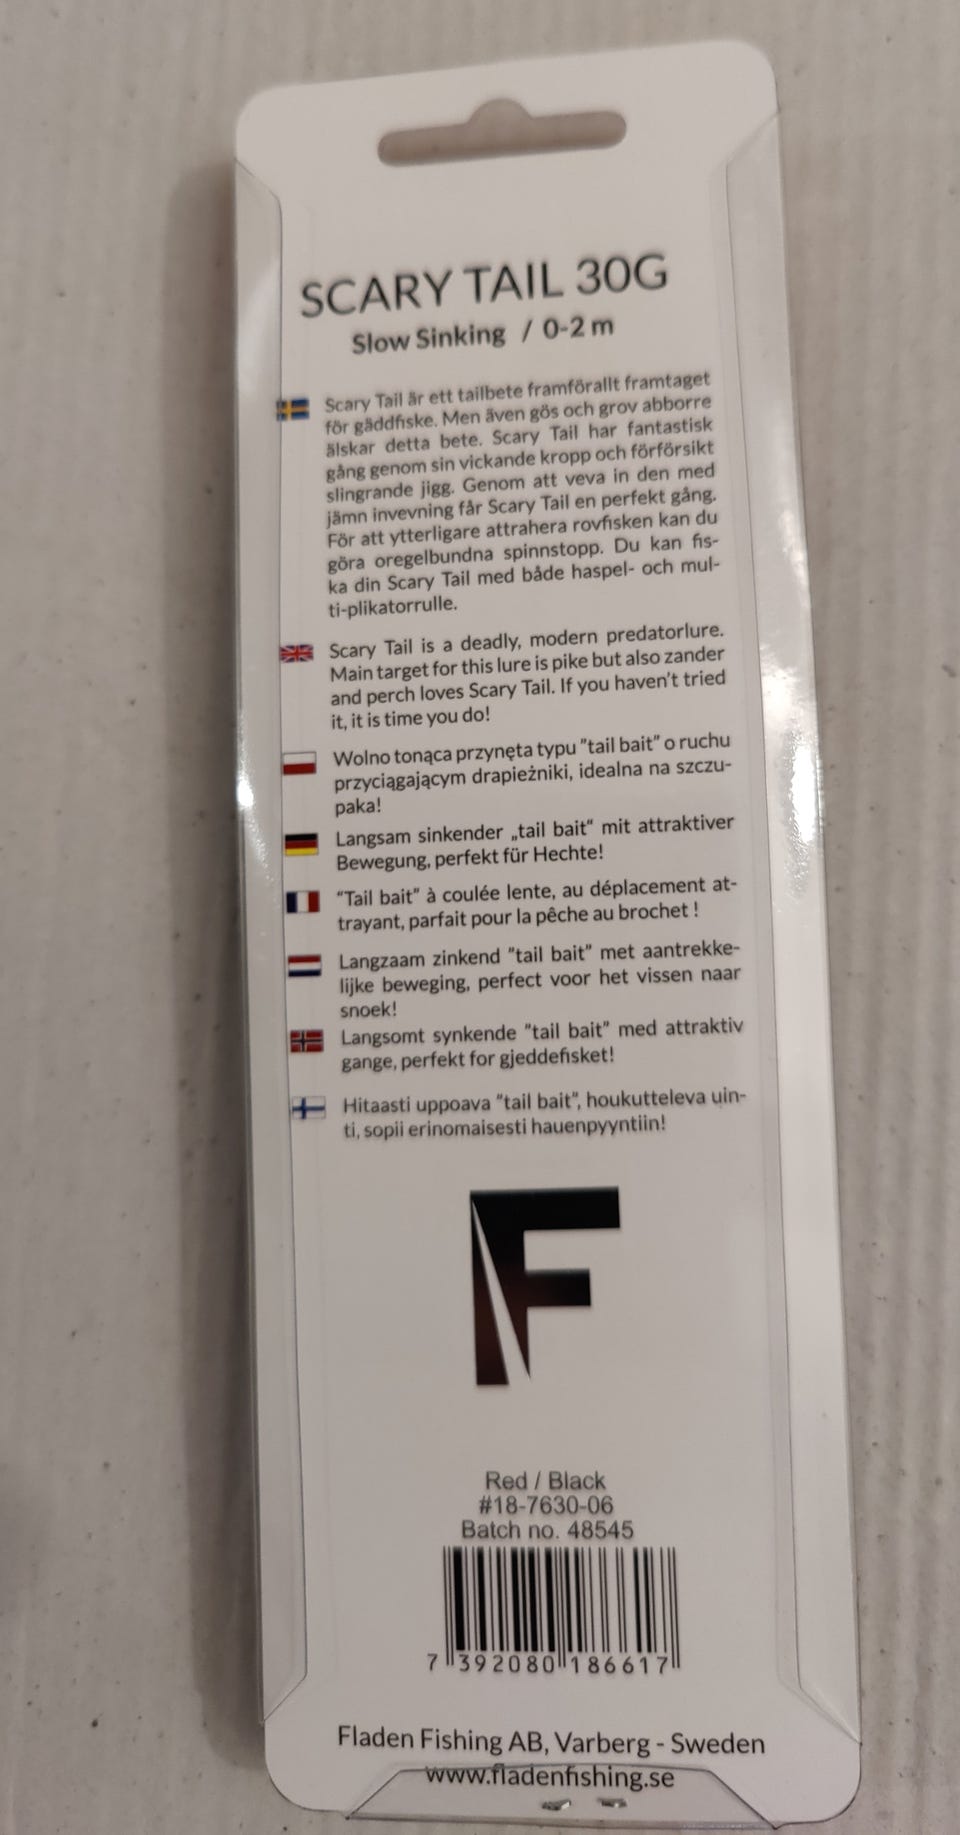 SCARY TAIL 30G
Slow Sinking / 0-2 m
Scary Tail är ett tailbete framförallt framtaget
för gäddfiske. Men även gös och grov abborre
älskar detta bete. Scary Tail har fantastisk
gång genom sin vickande kropp och förförsikt
slingrande jigg. Genom att veva in den med
jämn invevning får Scary Tail en perfekt gång.
För att ytterligare attrahera rovfisken kan du
göra oregelbundna spinnstopp. Du kan fis-
ka din Scary Tail med både haspel- och mul-
ti-plikatorrulle.
Scary Tail is a deadly, modern predatorlure.
Main target for this lure is pike but also zander
and perch loves Scary Tail. If you haven't tried
it, it is time you do!
Wolno tonąca przynęta typu "tail bait" o ruchu
przyciągającym drapieżniki, idealna na szczu-
paka!
Langsam sinkender „tail bait" mit attraktiver
Bewegung, perfekt für Hechte!
"Tail bait" à coulée lente, au déplacement at-
trayant, parfait pour la pêche au brochet !
Langzaam zinkend "tail bait" met aantrekke-
lijke beweging, perfect voor het vissen naar
snoek!
Langsomt synkende "tail bait" med attraktiv
gange, perfekt for gjeddefisket!
Hitaasti uppoava "tail bait", houkutteleva uin-
ti, sopii erinomaisesti hauenpyyntiin!
F
Red / Black
#18-7630-06
Batch no. 48545
7 392080 186617
Fladen Fishing AB, Varberg - Sweden
www.fladenfishing.se